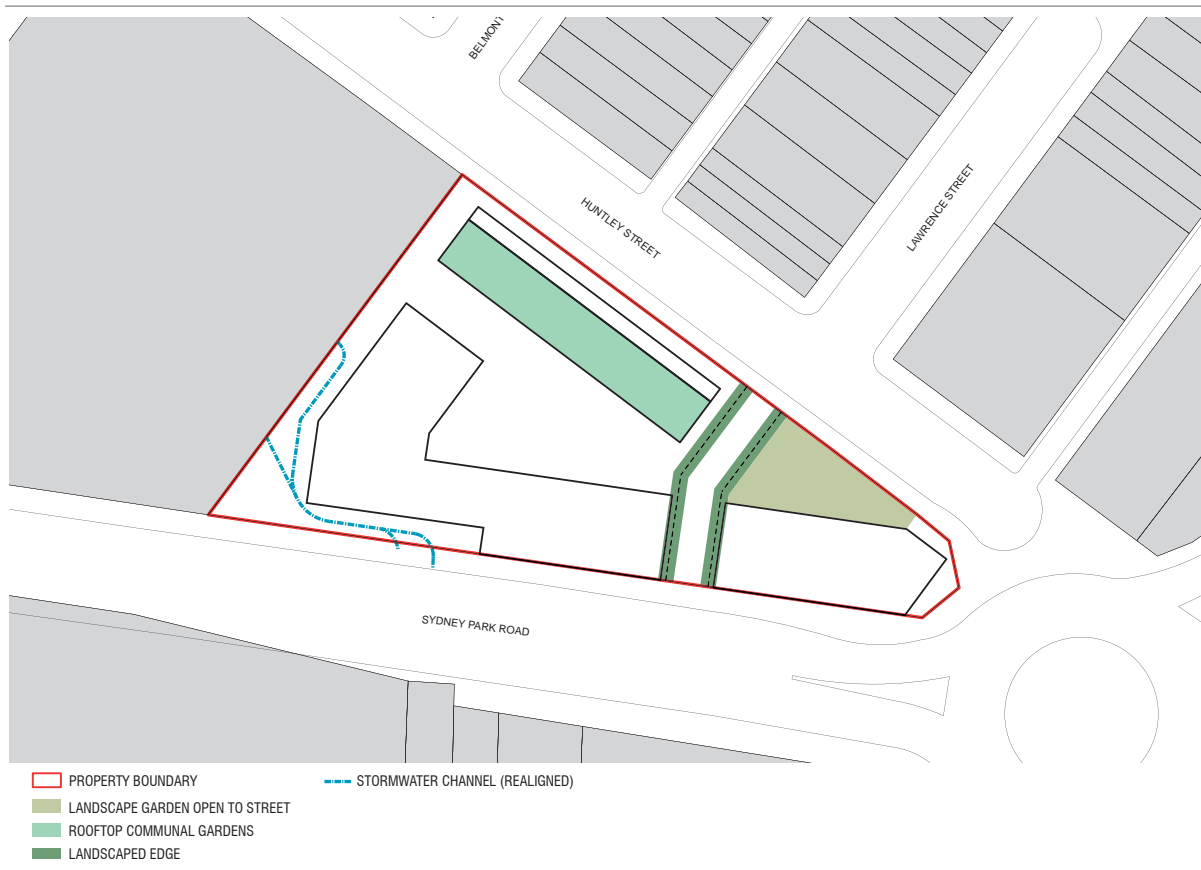 BELMONT
HUNTLEY STREET
LAWRENCE STREET
SYDNEY PARK ROAD
PROPERTY BOUNDARY
STORMWATER CHANNEL (REALIGNED)
LANDSCAPE GARDEN OPEN TO STREET
ROOFTOP COMMUNAL GARDENS
LANDSCAPED EDGE